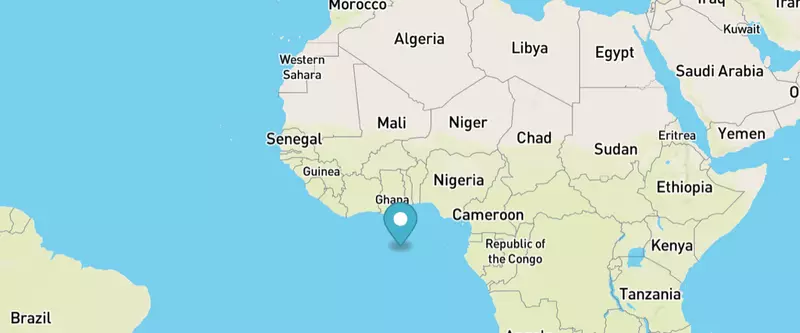 Morocco
Iraq
Iran
Kuwait
Algeria
Libya
Egypt
Western
Sahara
Saudi Arabia
O
Mali
Niger
Chad
Eritrea
Yemen
Senegal
Sudan
Guinea
Nigeria
Ethiopia
Ghana
Cameroon
Republic of
the Congo
Kenya
Tanzania
Brazil